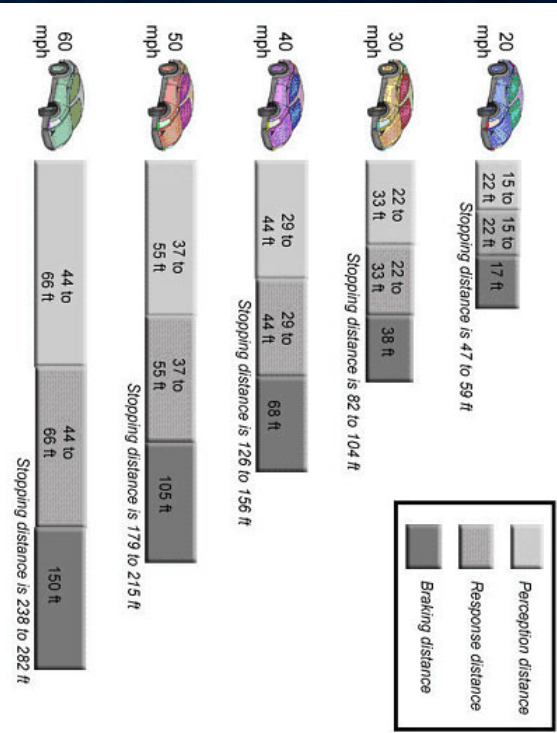 20
mph
15 to
22 ft
15 to
22 ft
17 ft
Stopping distance is 47 to 59 ft
30
mph
22 to
33 ft
22 to
33 ft
38 ft
Stopping distance is 82 to 104 ft
40
mph
29 to
44 ft
29 to
44 ft
68 ft
Stopping distance is 126 to 156 ft
50
mph
37 to
55 ft
37 to
55 ft
105 ft
Stopping distance is 179 to 215 ft
60
mph
44 to
66 ft
44 to
66 ft
150 ft
Stopping distance is 238 to 282 ft
Perception distance
Response distance
Braking distance